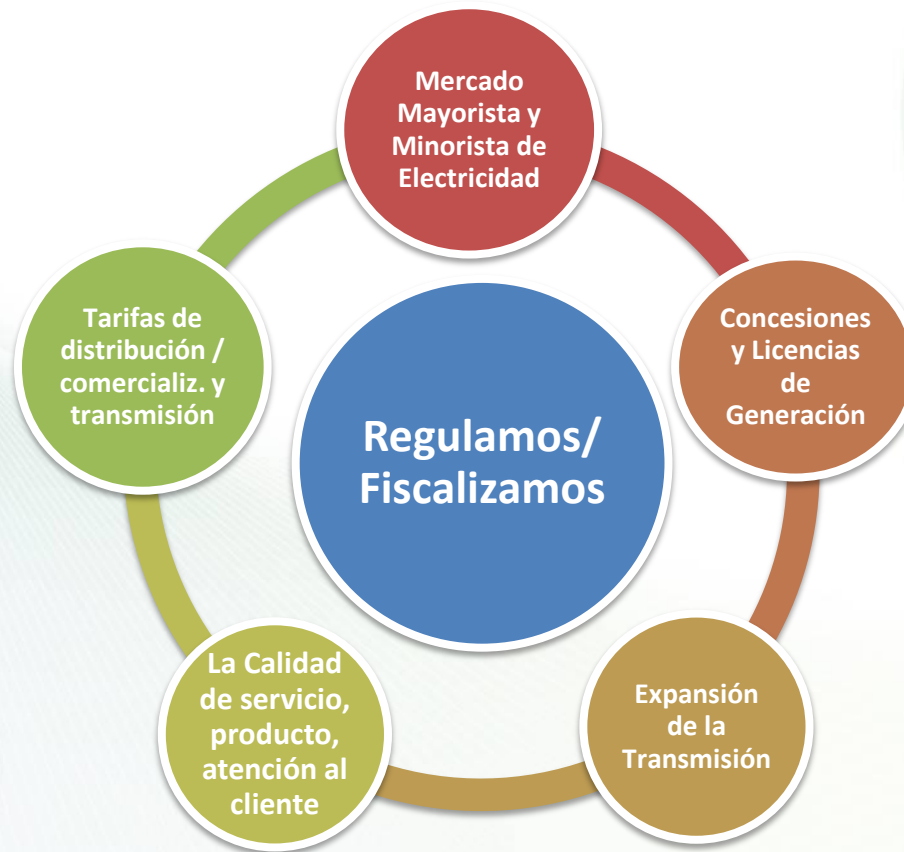 Mercado
Mayorista y
Minorista de
Electricidad
Concesiones
y Licencias
de
Generación
Expansión
de la
Transmisión
La Calidad
de servicio,
producto,
atención al
cliente
Tarifas de
distribución /
comercializ. y
transmisión
Regulamos/
Fiscalizamos